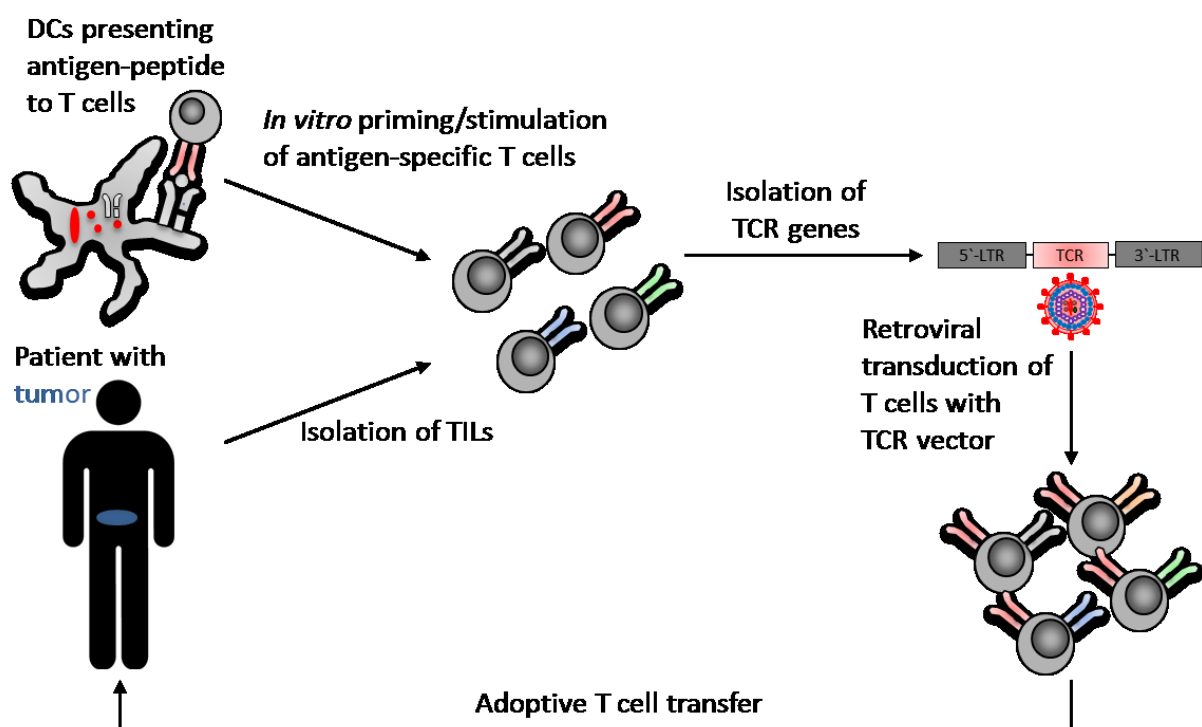 DCs presenting
antigen-peptide
to T cells
In vitro priming/stimulation
of antigen-specific T cells
Isolation of
TCR genes
5`-LTR
TCR
3`-LTR
Retroviral
transduction of
T cells with
TCR vector
Patient with
tumor
Isolation of TILs
Adoptive T cell transfer